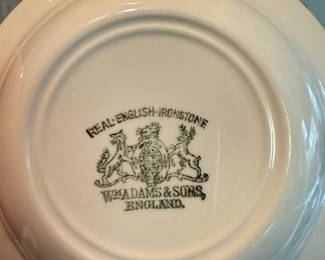 REAL-ENGLISH-IRONSTONE
WM ADAMS & SONS,
ENGLAND.